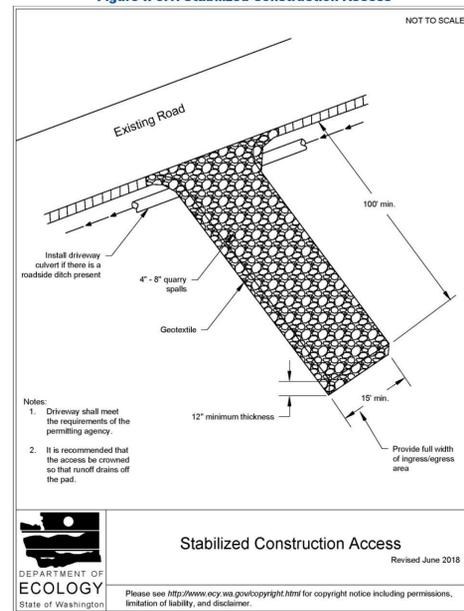 NOT TO SCALE
Existing Road
100' min.
Install driveway
culvert if there is a
roadside ditch present
4" - 8" quarry
spalls
Geotextile
12" minimum thickness
15' min.
Provide full width
of ingress/egress
area
Notes:
1. Driveway shall meet
the requirements of the
permitting agency.
2. It is recommended that
the access be crowned
so that runoff drains off
the pad.
DEPARTMENT OF
ECOLOGY
State of Washington
Stabilized Construction Access
Revised June 2018
Please see http://www.ecy.wa.gov/copyright.html for copyright notice including permissions,
limitation of liability, and disclaimer.